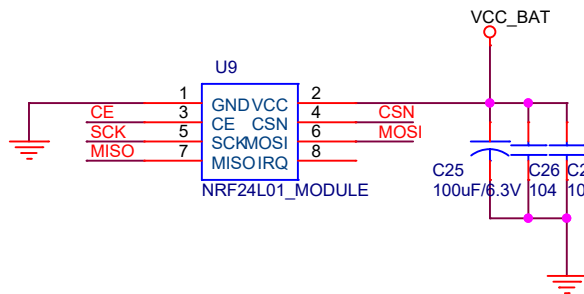 VCC_BAT
U9
1 GND VCC 2
CE 3 CE CSN 4 CSN
SCK 5 SCK MOSI 6 MOSI
MISO 7 MISO IRQ 8
NRF24L01_MODULE
C25
100uF/6.3V
C26
104